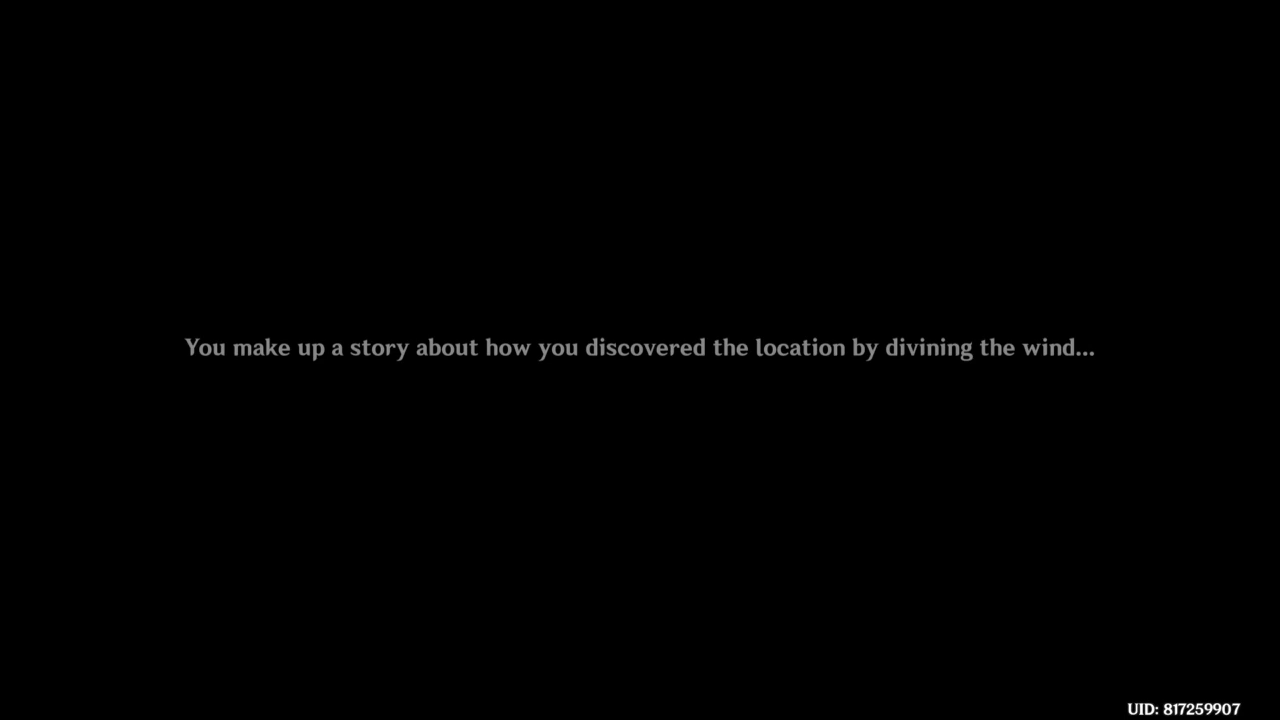 You make up a story about how you discovered the location by divining the wind...
UID: 817259907